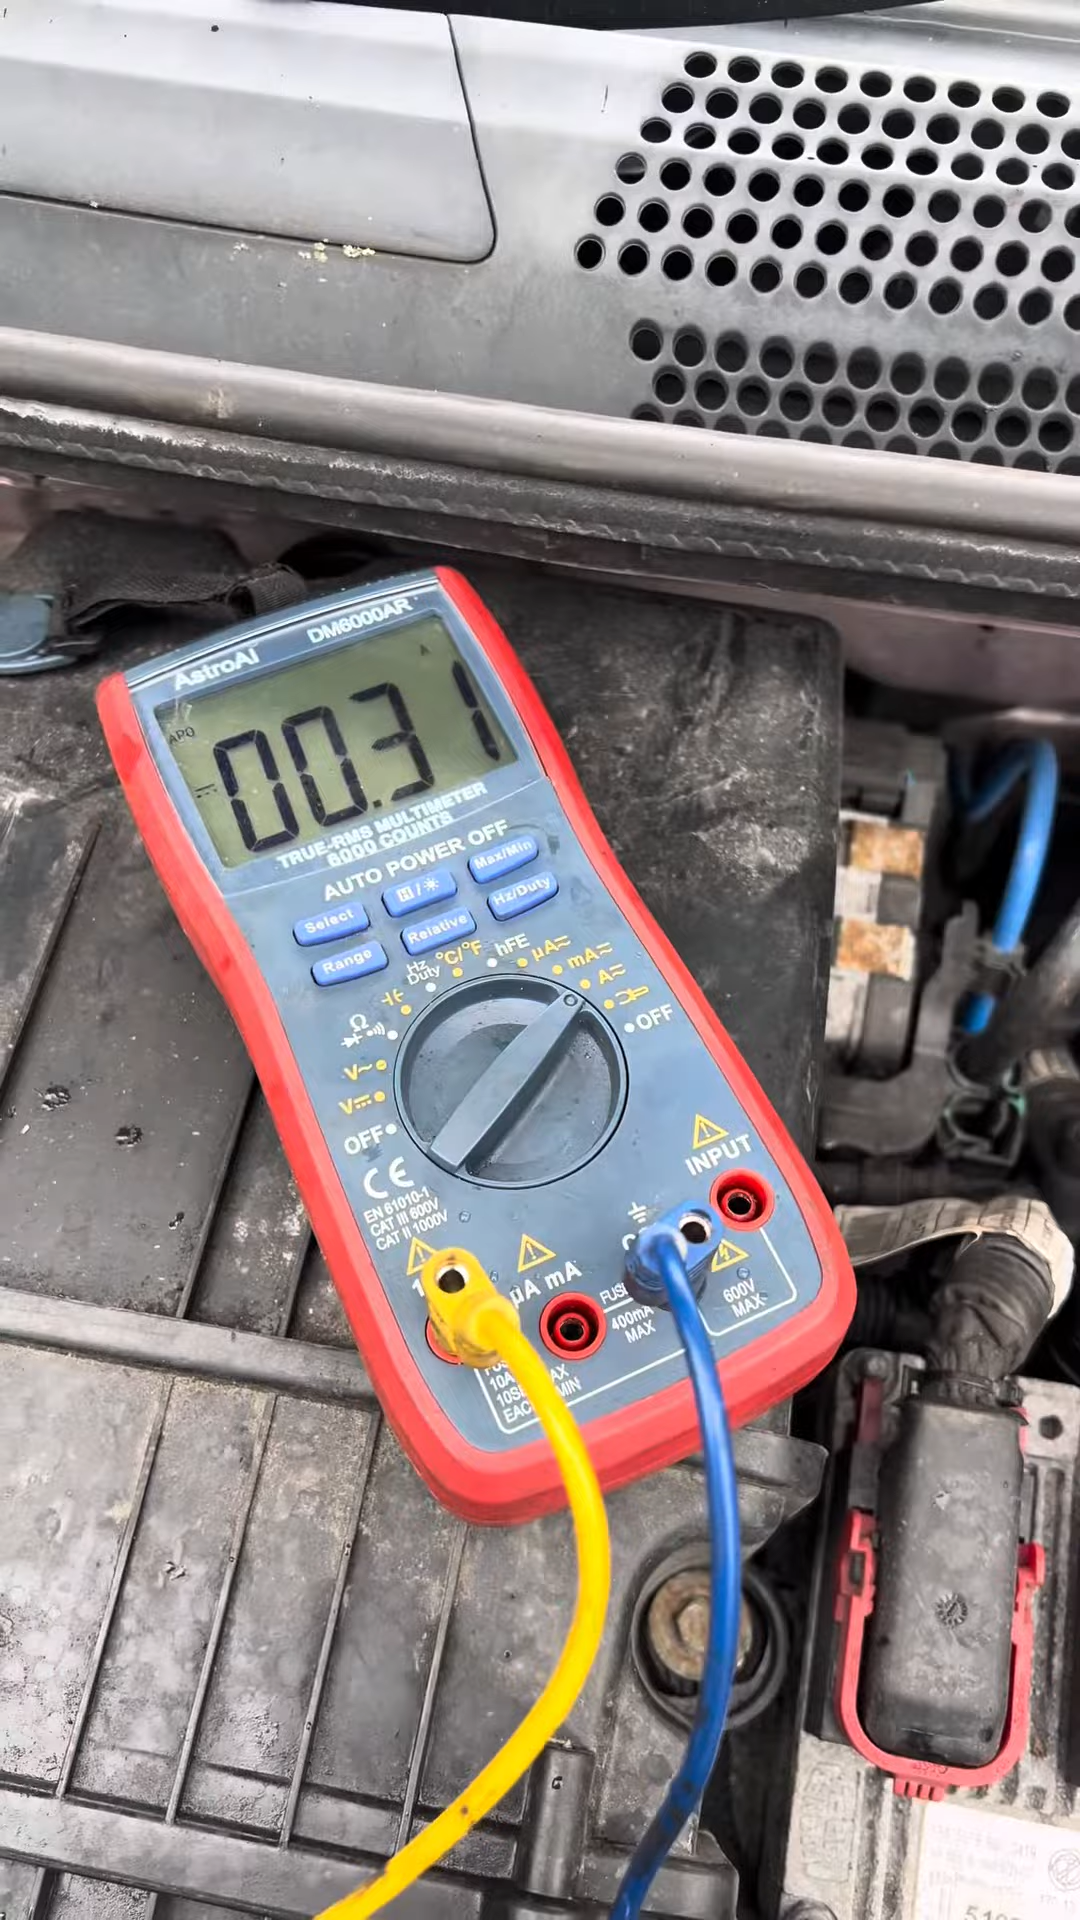 AstroAI
DM6000AR
APO
A
00.31
TRUE-RMS MULTIMETER
6000 COUNTS
AUTO POWER OFF
Select
H/☀
Max/Min
Range
Relative
Hz/Duty
Hz
Duty
°C/°F
hFE
µA
mA
A
OFF
Ω
V~
V
OFF
CE
EN 61010-1
CAT III 600V
CAT II 1000V
INPUT
µA mA
400mA
MAX
600V
MAX